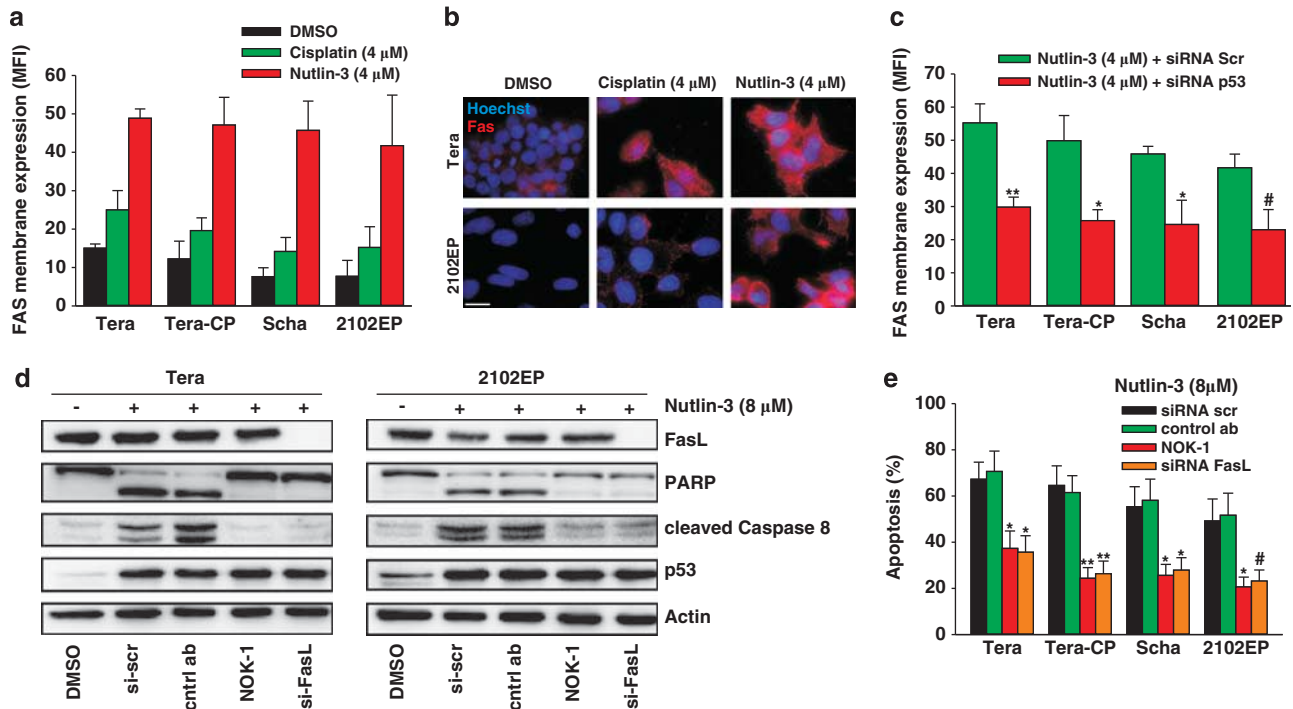 a
DMSO
Cisplatin (4 μM)
Nutlin-3 (4 μM)
FAS membrane expression (MFI)
60
50
40
30
20
10
0
Tera
Tera-CP
Scha
2102EP
b
DMSO
Cisplatin (4 μM)
Nutlin-3 (4 μM)
Hoechst
Fas
Tera
2102EP
c
Nutlin-3 (4 μM) + siRNA Scr
Nutlin-3 (4 μM) + siRNA p53
FAS membrane expression (MFI)
70
60
50
40
30
20
10
0
**
*
*
#
Tera
Tera-CP
Scha
2102EP
d
Tera
2102EP
- + + + +
- + + + +
Nutlin-3 (8 μM)
FasL
PARP
cleaved Caspase 8
p53
Actin
DMSO
si-scr
cntrl ab
NOK-1
si-FasL
DMSO
si-scr
cntrl ab
NOK-1
si-FasL
e
Nutlin-3 (8μM)
siRNA scr
control ab
NOK-1
siRNA FasL
Apoptosis (%)
100
80
60
40
20
0
* *
** **
* *
* #
Tera
Tera-CP
Scha
2102EP